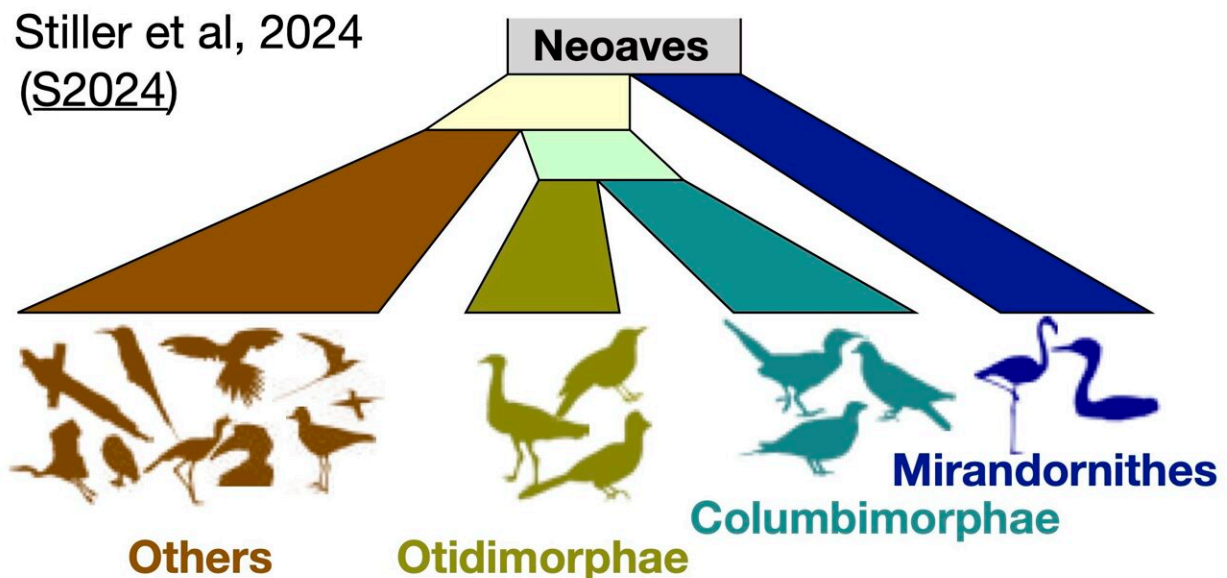 Stiller et al, 2024
(S2024)
Neoaves
Mirandornithes
Columbimorphae
Others
Otidimorphae